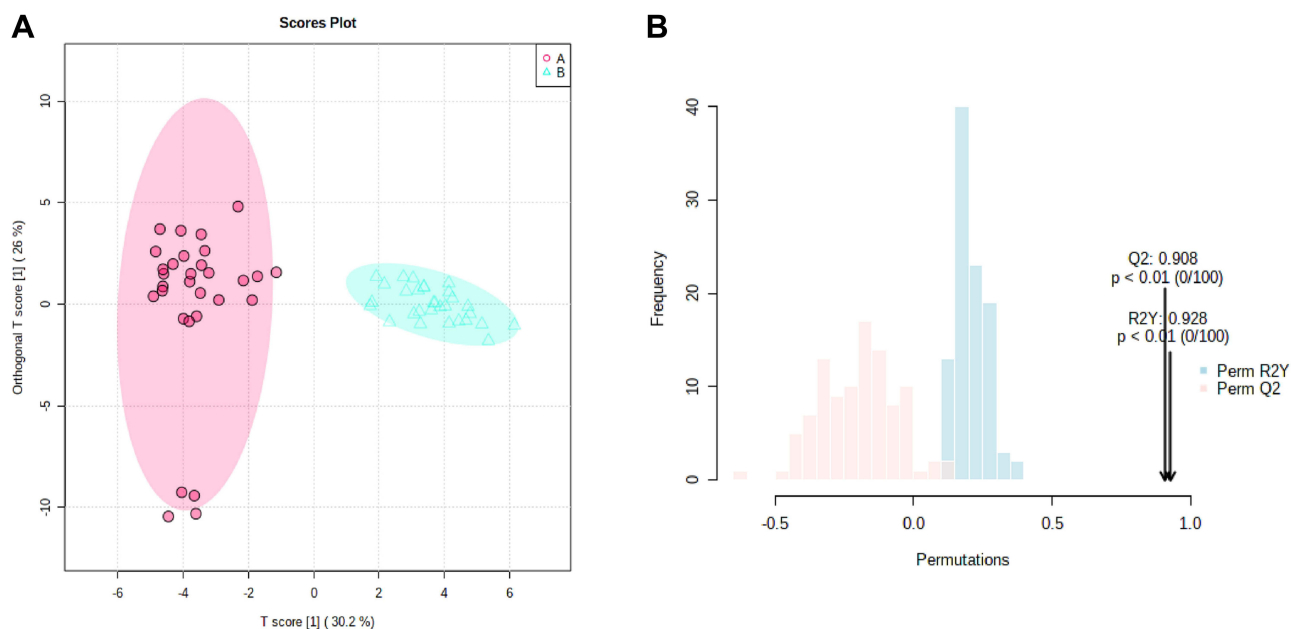 A
Scores Plot
A
B
10
5
0
-5
-10
Orthogonal T score [1] ( 26 %)
-6
-4
-2
0
2
4
6
T score [1] ( 30.2 %)
B
40
30
20
10
0
Frequency
Q2: 0.908
p < 0.01 (0/100)
R2Y: 0.928
p < 0.01 (0/100)
Perm R2Y
Perm Q2
-0.5
0.0
0.5
1.0
Permutations